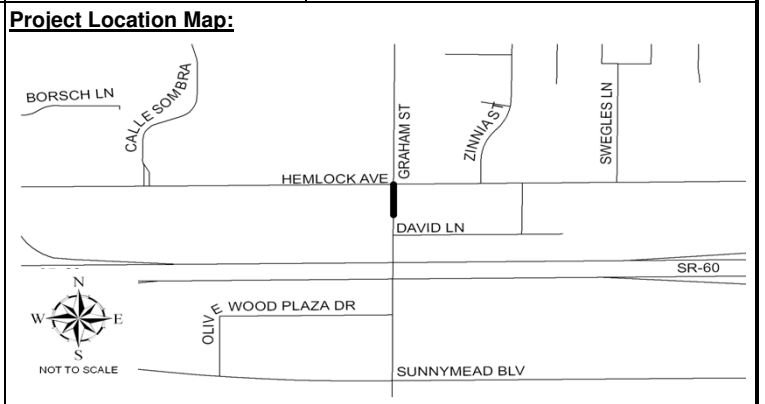 Project Location Map:
BORSCH LN
CALLE SOMBRA
GRAHAM ST
ZINNIA ST
SWEGLES LN
HEMLOCK AVE
DAVID LN
SR-60
N
W E
S
NOT TO SCALE
OLIVE WOOD PLAZA DR
SUNNYMEAD BLV